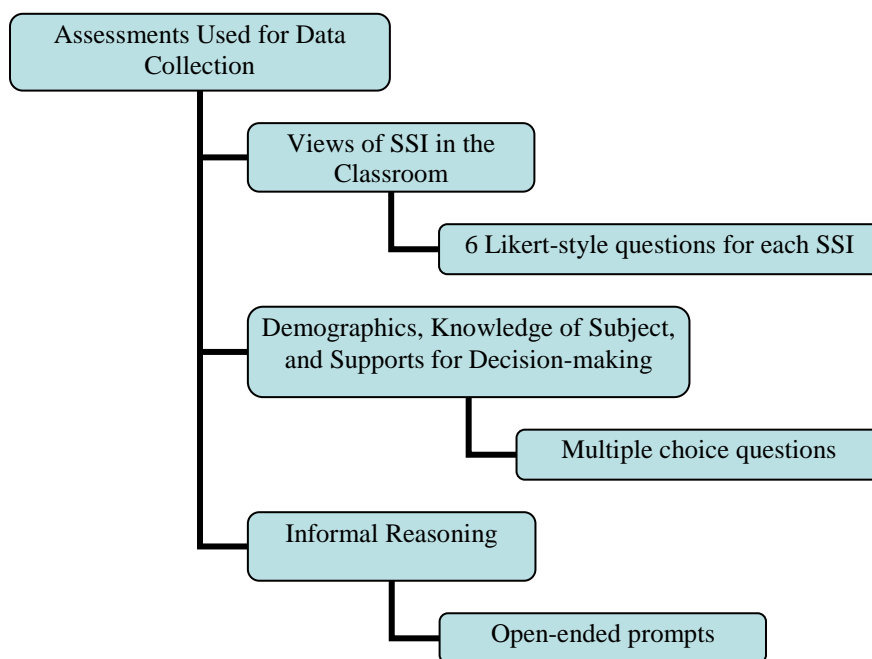 Assessments Used for Data
Collection
Views of SSI in the
Classroom
6 Likert-style questions for each SSI
Demographics, Knowledge of Subject,
and Supports for Decision-making
Multiple choice questions
Informal Reasoning
Open-ended prompts